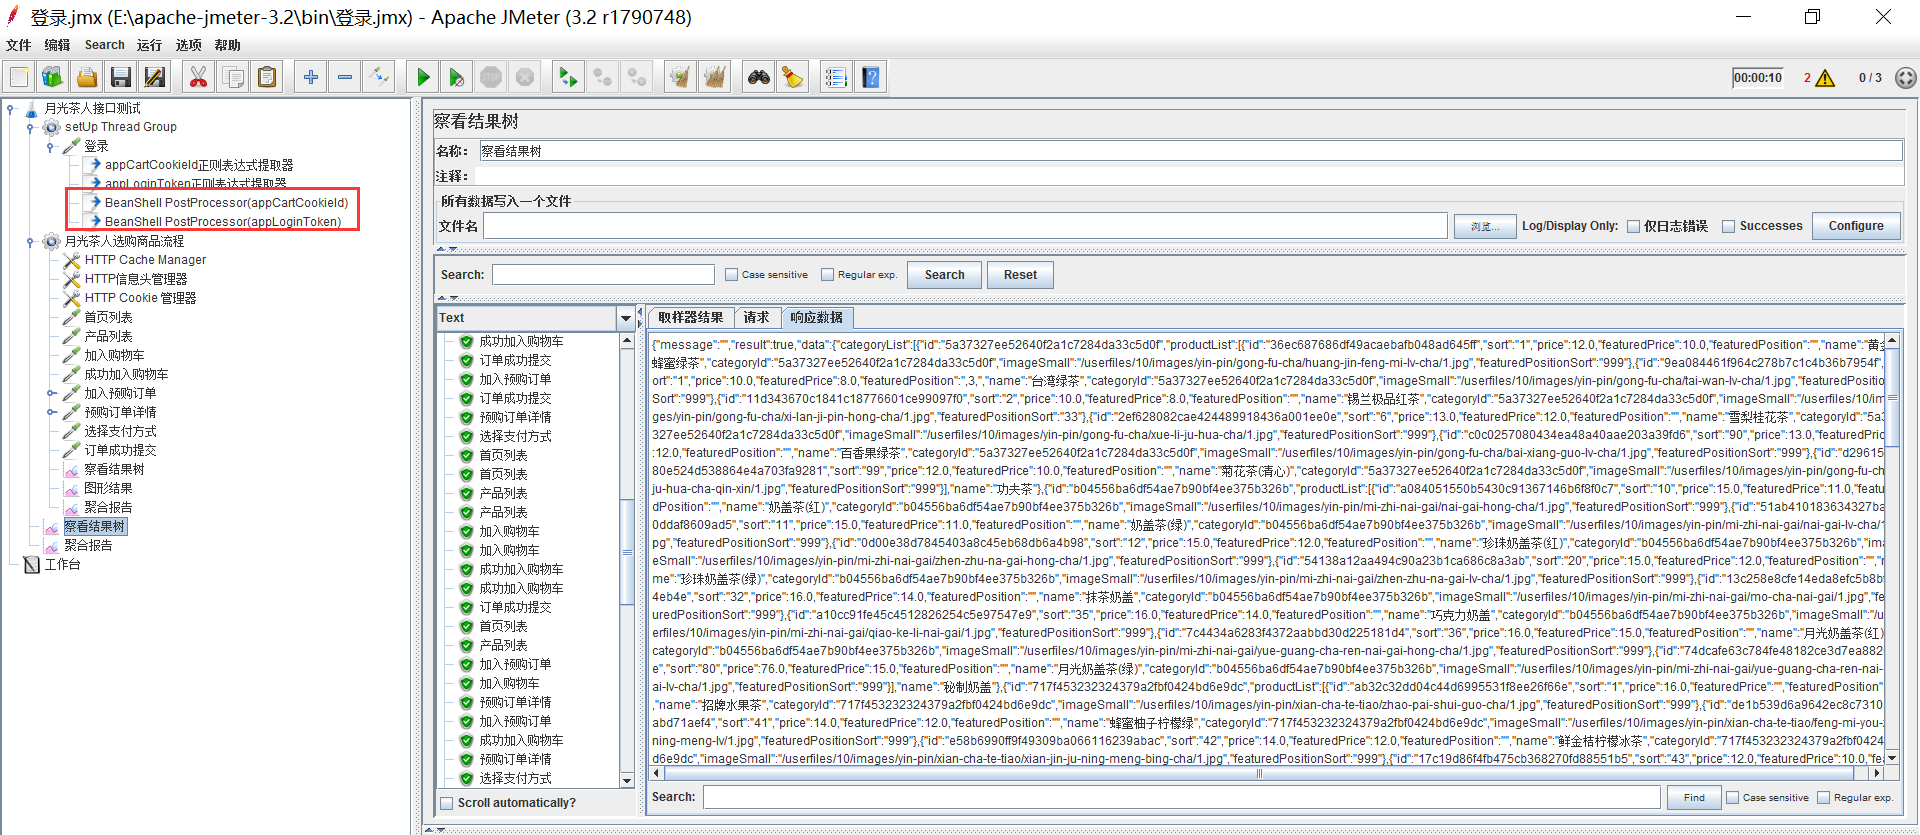 登录.jmx (E:\apache-jmeter-3.2\bin\登录.jmx) - Apache JMeter (3.2 r1790748)
文件 编辑 Search 运行 选项 帮助
STOP
00:00:10 2 0 / 3
月光茶人接口测试
setUp Thread Group
登录
appCartCookieId正则表达式提取器
appLoginToken正则表达式提取器
BeanShell PostProcessor(appCartCookieId)
BeanShell PostProcessor(appLoginToken)
月光茶人选购商品流程
HTTP Cache Manager
HTTP信息头管理器
HTTP Cookie 管理器
首页列表
产品列表
加入购物车
成功加入购物车
加入预购订单
预购订单详情
选择支付方式
订单成功提交
察看结果树
图形结果
聚合报告
察看结果树
聚合报告
工作台
察看结果树
名称： 察看结果树
注释：
所有数据写入一个文件
文件名 浏览... Log/Display Only: 仅日志错误 Successes Configure
Search: Case sensitive Regular exp. Search Reset
Text
成功加入购物车
订单成功提交
加入预购订单
订单成功提交
预购订单详情
选择支付方式
首页列表
首页列表
产品列表
产品列表
加入购物车
加入购物车
成功加入购物车
成功加入购物车
订单成功提交
首页列表
产品列表
加入预购订单
加入购物车
预购订单详情
加入预购订单
成功加入购物车
预购订单详情
选择支付方式
Scroll automatically?
取样器结果 请求 响应数据
{"message":"","result":true,"data":{"categoryList":[{"id":"5a37327ee52640f2a1c7284da33c5d0f","productList":[{"id":"36ec687686df49acaebafb048ad645ff","sort":"1","price":12.0,"featuredPrice":10.0,"featuredPosition":"","name":"黄金
蜂蜜绿茶","categoryId":"5a37327ee52640f2a1c7284da33c5d0f","imageSmall":"/userfiles/10/images/yin-pin/gong-fu-cha/huang-jin-feng-mi-lv-cha/1.jpg","featuredPositionSort":"999"},{"id":"9ea084461f964c278b7c1c4b36b7954f","
sort":"1","price":10.0,"featuredPrice":8.0,"featuredPosition":",3,","name":"台湾绿茶","categoryId":"5a37327ee52640f2a1c7284da33c5d0f","imageSmall":"/userfiles/10/images/yin-pin/gong-fu-cha/tai-wan-lv-cha/1.jpg","featuredPositio
Sort":"999"},{"id":"11d343670c1841c18776601ce99097f0","sort":"2","price":10.0,"featuredPrice":8.0,"featuredPosition":"","name":"锡兰极品红茶","categoryId":"5a37327ee52640f2a1c7284da33c5d0f","imageSmall":"/userfiles/10/im
ges/yin-pin/gong-fu-cha/xi-lan-ji-pin-hong-cha/1.jpg","featuredPositionSort":"33"},{"id":"2ef628082cae424489918436a001ee0e","sort":"6","price":13.0,"featuredPrice":12.0,"featuredPosition":"","name":"雪梨桂花茶","categoryId":"5a3
7327ee52640f2a1c7284da33c5d0f","imageSmall":"/userfiles/10/images/yin-pin/gong-fu-cha/xue-li-ju-hua-cha/1.jpg","featuredPositionSort":"999"},{"id":"c0c0257080434ea48a40aae203a39fd6","sort":"90","price":13.0,"featuredPric
:12.0,"featuredPosition":"","name":"百香果绿茶","categoryId":"5a37327ee52640f2a1c7284da33c5d0f","imageSmall":"/userfiles/10/images/yin-pin/gong-fu-cha/bai-xiang-guo-lv-cha/1.jpg","featuredPositionSort":"999"},{"id":"d29615
80e524d538864e4a703fa9281","sort":"99","price":12.0,"featuredPrice":10.0,"featuredPosition":"","name":"菊花茶(清心)","categoryId":"5a37327ee52640f2a1c7284da33c5d0f","imageSmall":"/userfiles/10/images/yin-pin/gong-fu-ch
ju-hua-cha-qin-xin/1.jpg","featuredPositionSort":"999"}],"name":"功夫茶"},{"id":"b04556ba6df54ae7b90bf4ee375b326b","productList":[{"id":"a084051550b5430c91367146b6f8f0c7","sort":"10","price":15.0,"featuredPrice":11.0,"featu
dPosition":"","name":"奶盖茶(红)","categoryId":"b04556ba6df54ae7b90bf4ee375b326b","imageSmall":"/userfiles/10/images/yin-pin/mi-zhi-nai-gai/nai-gai-hong-cha/1.jpg","featuredPositionSort":"999"},{"id":"51ab410183634327ba
0ddaf8609ad5","sort":"11","price":15.0,"featuredPrice":11.0,"featuredPosition":"","name":"奶盖茶(绿)","categoryId":"b04556ba6df54ae7b90bf4ee375b326b","imageSmall":"/userfiles/10/images/yin-pin/mi-zhi-nai-gai/nai-gai-lv-cha/1
pg","featuredPositionSort":"999"},{"id":"0d00e38d7845403a8c45eb68db6a4b98","sort":"12","price":15.0,"featuredPrice":12.0,"featuredPosition":"","name":"珍珠奶盖茶(红)","categoryId":"b04556ba6df54ae7b90bf4ee375b326b","ima
eSmall":"/userfiles/10/images/yin-pin/mi-zhi-nai-gai/zhen-zhu-na-gai-hong-cha/1.jpg","featuredPositionSort":"999"},{"id":"54138a12aa494c90a23b1ca686c8a3ab","sort":"20","price":15.0,"featuredPrice":12.0,"featuredPosition":"","n
me":"珍珠奶盖茶(绿)","categoryId":"b04556ba6df54ae7b90bf4ee375b326b","imageSmall":"/userfiles/10/images/yin-pin/mi-zhi-nai-gai/zhen-zhu-na-gai-lv-cha/1.jpg","featuredPositionSort":"999"},{"id":"13c258e8cfe14eda8efc5b8b
4eb4e","sort":"32","price":16.0,"featuredPrice":14.0,"featuredPosition":"","name":"抹茶奶盖","categoryId":"b04556ba6df54ae7b90bf4ee375b326b","imageSmall":"/userfiles/10/images/yin-pin/mi-zhi-nai-gai/mo-cha-nai-gai/1.jpg","fe
uredPositionSort":"999"},{"id":"a10cc91fe45c4512826254c5e97547e9","sort":"35","price":16.0,"featuredPrice":14.0,"featuredPosition":"","name":"巧克力奶盖","categoryId":"b04556ba6df54ae7b90bf4ee375b326b","imageSmall":"/u
erfiles/10/images/yin-pin/mi-zhi-nai-gai/qiao-ke-li-nai-gai/1.jpg","featuredPositionSort":"999"},{"id":"7c4434a6283f4372aabbd30d225181d4","sort":"36","price":16.0,"featuredPrice":15.0,"featuredPosition":"","name":"月光奶盖茶(红)
categoryId":"b04556ba6df54ae7b90bf4ee375b326b","imageSmall":"/userfiles/10/images/yin-pin/mi-zhi-nai-gai/yue-guang-cha-ren-nai-gai-hong-cha/1.jpg","featuredPositionSort":"999"},{"id":"74dcafe63c784fe48182ce3d7ea882
e","sort":"80","price":76.0,"featuredPrice":15.0,"featuredPosition":"","name":"月光奶盖茶(绿)","categoryId":"b04556ba6df54ae7b90bf4ee375b326b","imageSmall":"/userfiles/10/images/yin-pin/mi-zhi-nai-gai/yue-guang-cha-ren-nai-
ai-lv-cha/1.jpg","featuredPositionSort":"999"}],"name":"秘制奶盖"},{"id":"717f453232324379a2fbf0424bd6e9dc","productList":[{"id":"ab32c32dd04c44d6995531f8ee26f66e","sort":"1","price":16.0,"featuredPrice":"","featuredPosition"
,"name":"招牌水果茶","categoryId":"717f453232324379a2fbf0424bd6e9dc","imageSmall":"/userfiles/10/images/yin-pin/xian-cha-te-tiao/zhao-pai-shui-guo-cha/1.jpg","featuredPositionSort":"999"},{"id":"de1b539d6a9642ec8c7310
abd71aef4","sort":"41","price":14.0,"featuredPrice":12.0,"featuredPosition":"","name":"蜂蜜柚子柠檬绿","categoryId":"717f453232324379a2fbf0424bd6e9dc","imageSmall":"/userfiles/10/images/yin-pin/xian-cha-te-tiao/feng-mi-you-z
ning-meng-lv/1.jpg","featuredPositionSort":"999"},{"id":"e58b6990ff9f49309ba066116239abac","sort":"42","price":14.0,"featuredPrice":12.0,"featuredPosition":"","name":"鲜金桔柠檬冰茶","categoryId":"717f453232324379a2fbf0424
d6e9dc","imageSmall":"/userfiles/10/images/yin-pin/xian-cha-te-tiao/xian-jin-ju-ning-meng-bing-cha/1.jpg","featuredPositionSort":"999"},{"id":"17c19d86f4fb475cb368270fd88551b5","sort":"43","price":12.0,"featuredPrice":10.
Search: Find Case sensitive Regular exp.